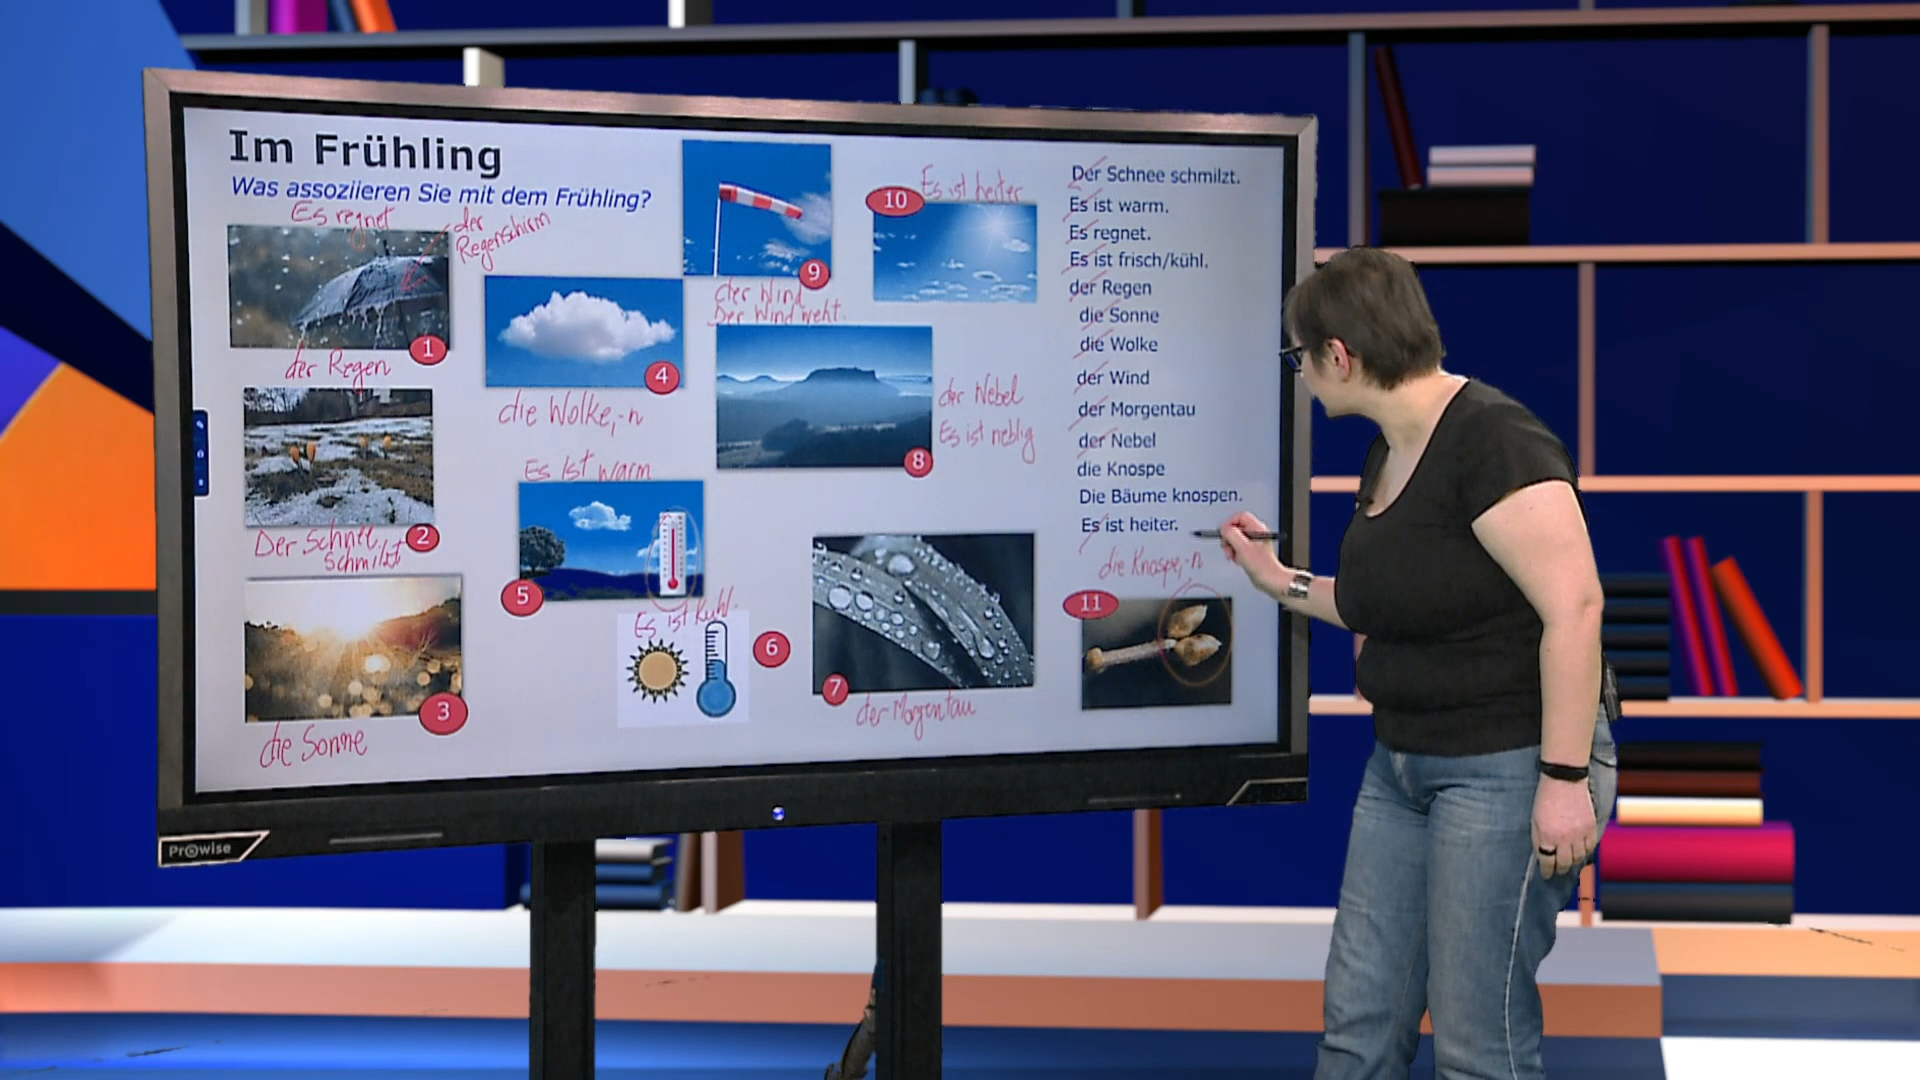 Im Frühling
Was assoziieren Sie mit dem Frühling?
Es regnet
der
Regenschirm
1
der Regen
2
Der Schnee
schmilzt
3
die Sonne
4
die Wolke,-n
Es ist warm
5
Es ist kühl.
6
9
der Wind
Der Wind weht.
8
der Nebel
Es ist neblig
7
der Morgentau
10
Es ist heiter
Der Schnee schmilzt.
Es ist warm.
Es regnet.
Es ist frisch/kühl.
der Regen
die Sonne
die Wolke
der Wind
der Morgentau
der Nebel
die Knospe
Die Bäume knospen.
Es ist heiter.
die Knospe,-n
11
Prowise